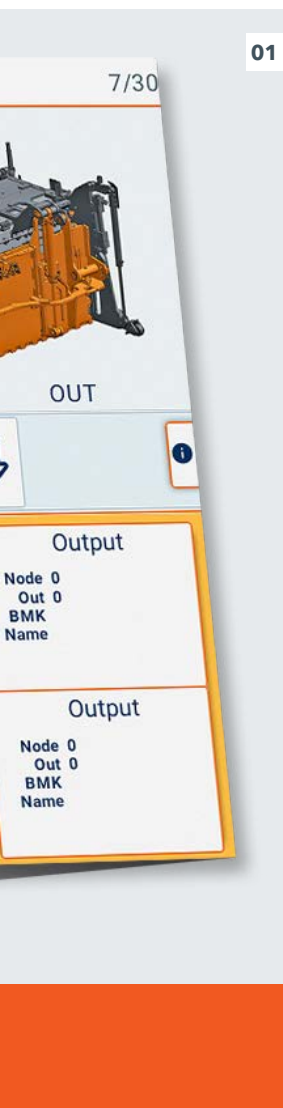 01
7/30
OUT
Output
Node 0
Out 0
BMK
Name
Output
Node 0
Out 0
BMK
Name